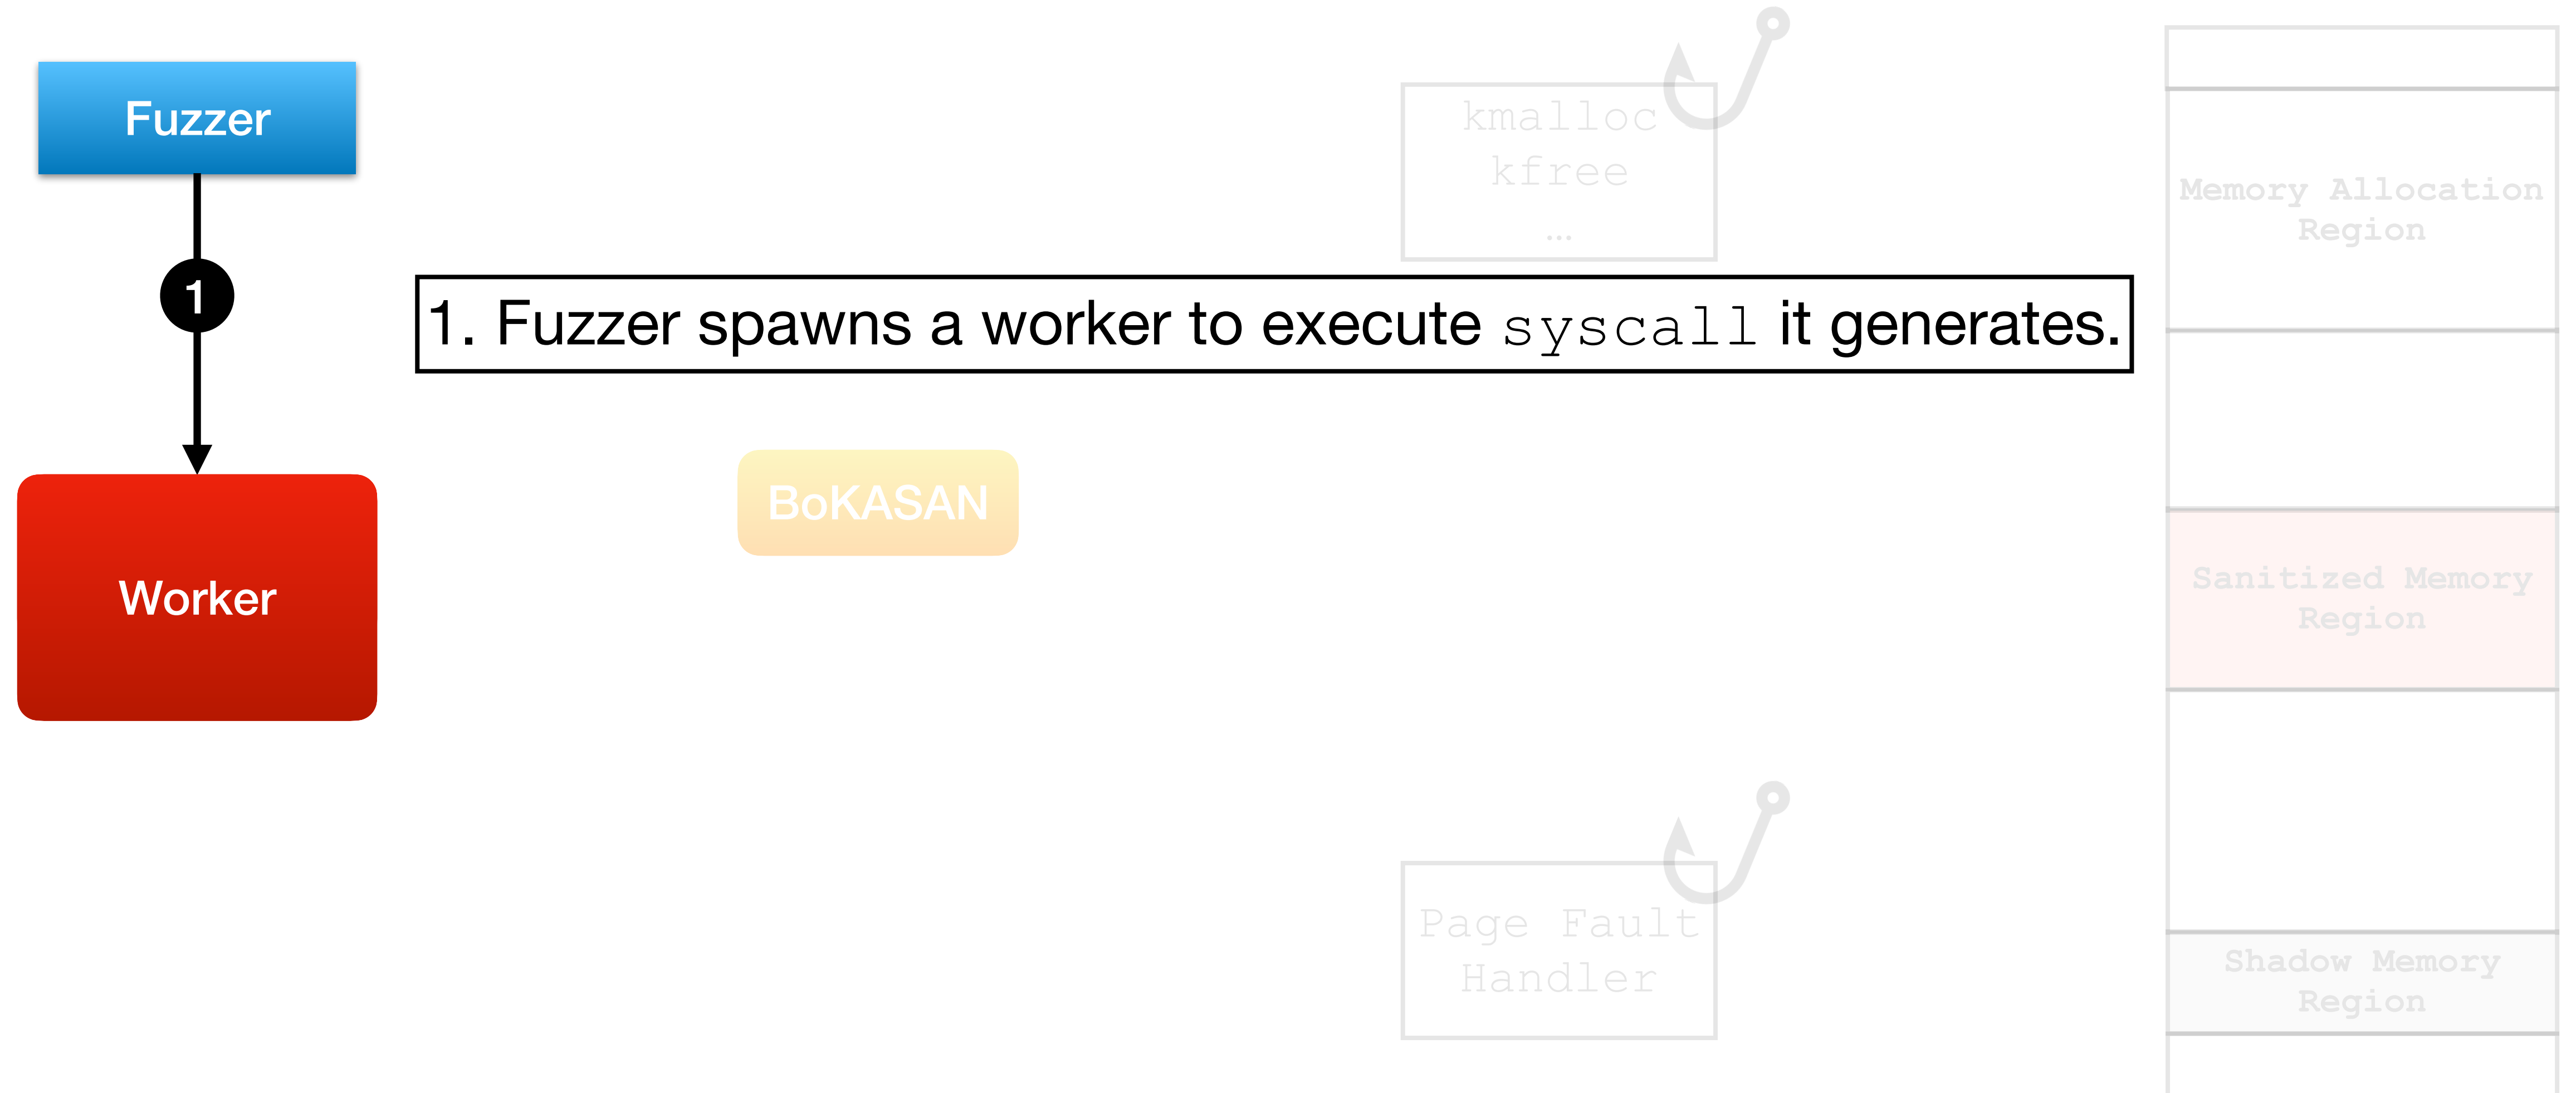 Fuzzer
1
Worker
1. Fuzzer spawns a worker to execute syscall it generates.
BoKASAN
kmalloc
kfree
…
Page Fault
Handler
Memory Allocation
Region
Sanitized Memory
Region
Shadow Memory
Region